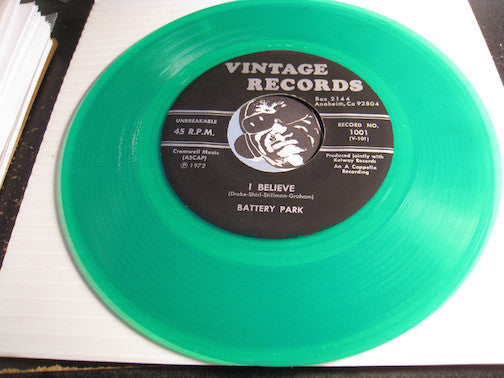 VINTAGE
RECORDS
Box 2144
Anaheim, Ca 92804
UNBREAKABLE
45 R.P.M.
RECORD NO.
1001
(V-101)
Cromwell Music
(ASCAP)
℗ 1972
Produced jointly with
Kelway Records
An A Cappella
Recording
I BELIEVE
(Drake-Shirl-Stillman-Graham)
BATTERY PARK